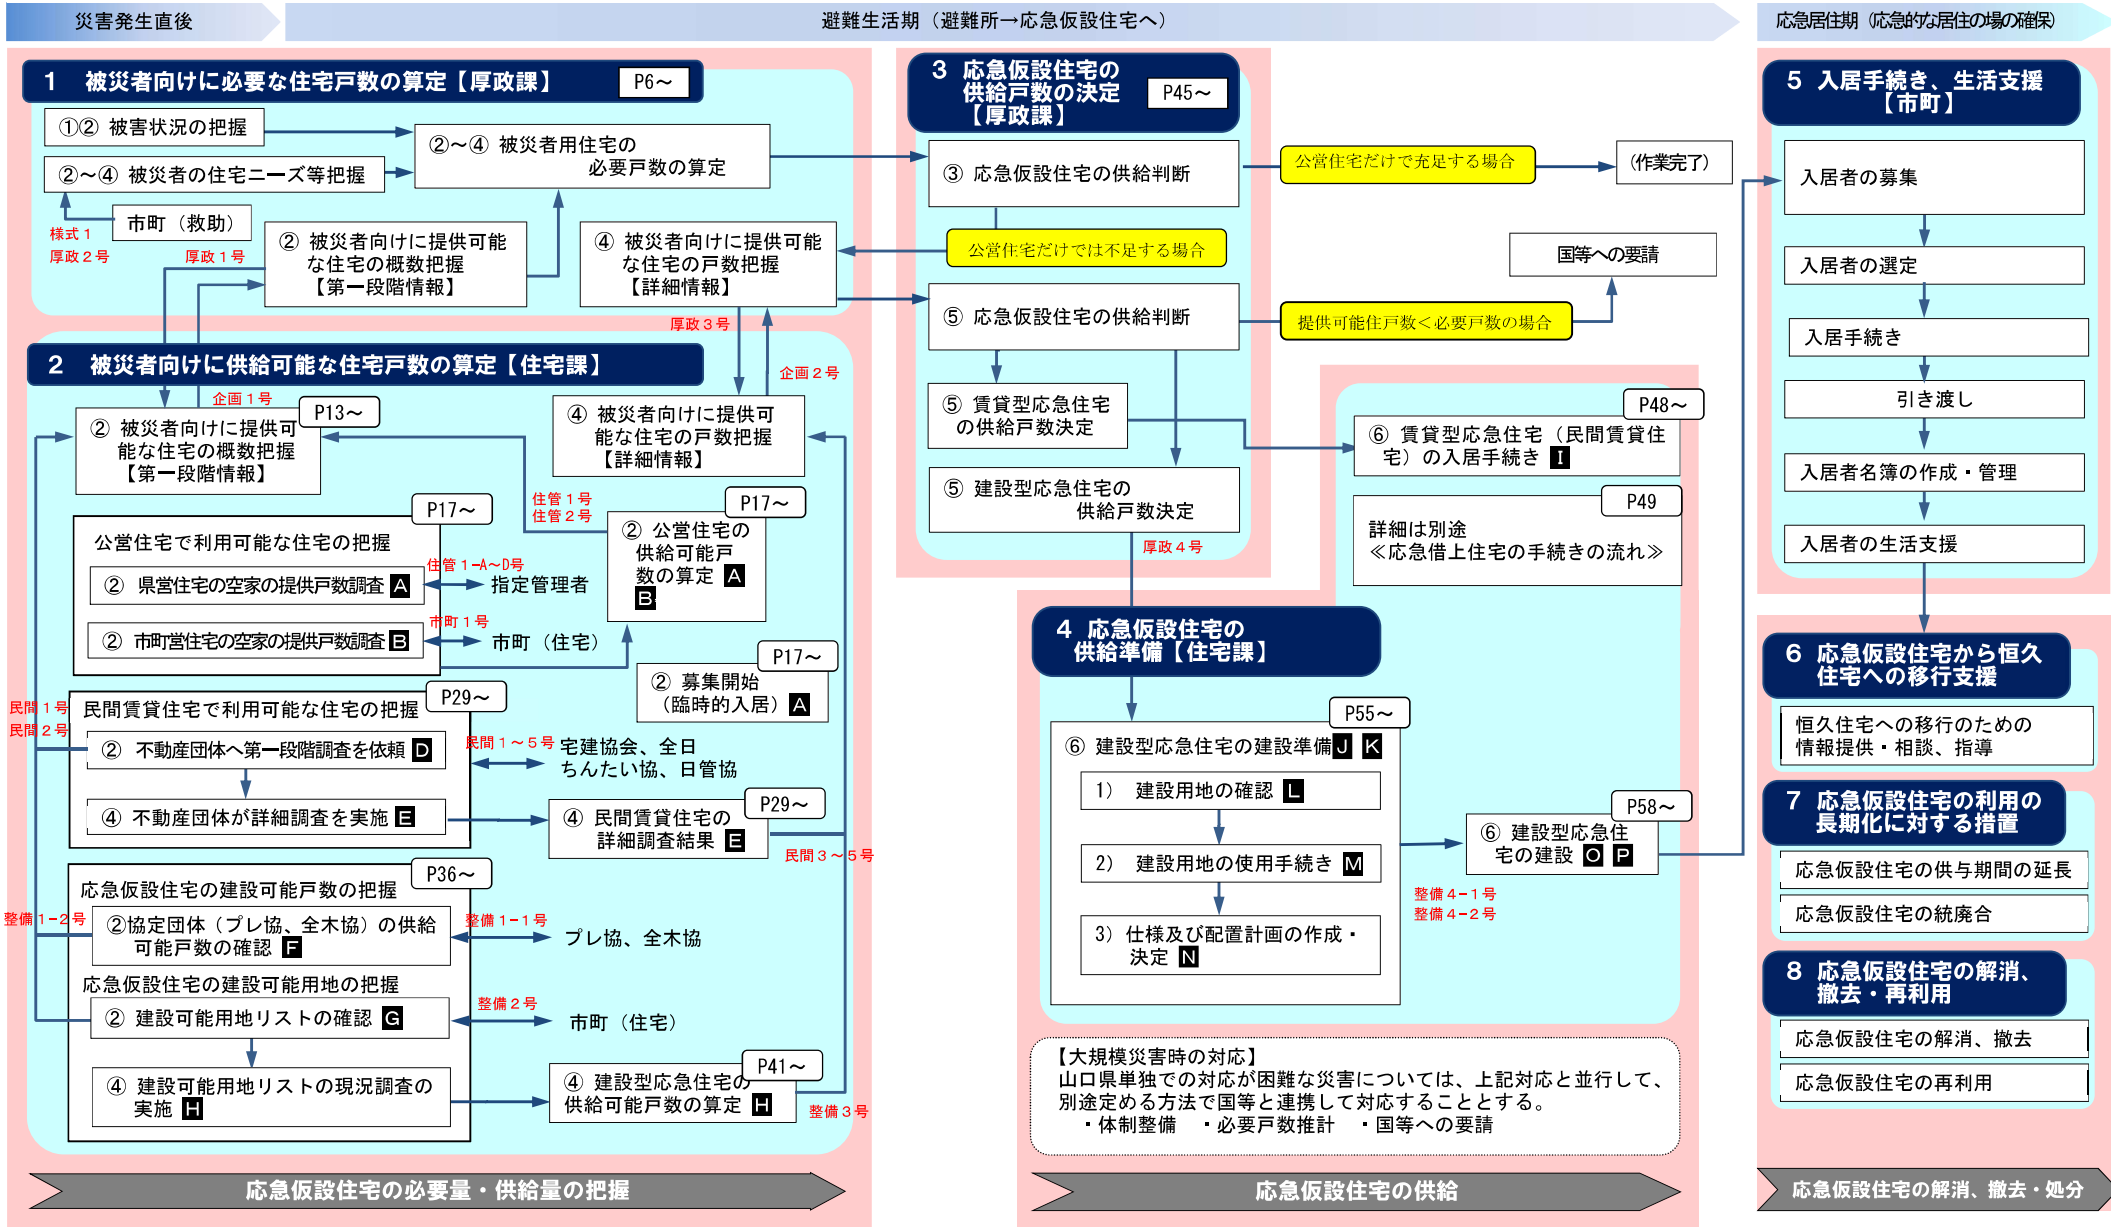 災害発生直後
避難生活期（避難所→応急仮設住宅へ）
応急居住期（応急的な居住の場の確保）
1 被災者向けに必要な住宅戸数の算定【厚政課】
P6～
①② 被害状況の把握
②～④ 被災者の住宅ニーズ等把握
②～④ 被災者用住宅の
必要戸数の算定
市町（救助）
様式１
厚政２号
厚政１号
② 被災者向けに提供可能
な住宅の概数把握
【第一段階情報】
④ 被災者向けに提供可能
な住宅の戸数把握
【詳細情報】
厚政３号
2 被災者向けに供給可能な住宅戸数の算定【住宅課】
企画１号
企画２号
P13～
② 被災者向けに提供可
能な住宅の概数把握
【第一段階情報】
④ 被災者向けに提供可
能な住宅の戸数把握
【詳細情報】
住管１号
住管２号
P17～
② 公営住宅の
供給可能戸
数の算定 A
B
P17～
公営住宅で利用可能な住宅の把握
② 県営住宅の空家の提供戸数調査 A
住管１-A～D号
指定管理者
② 市町営住宅の空家の提供戸数調査 B
市町１号
市町（住宅）
P17～
② 募集開始
（臨時的入居） A
P29～
民間１号
民間２号
民間賃貸住宅で利用可能な住宅の把握
② 不動産団体へ第一段階調査を依頼 D
民間１～５号
宅建協会、全日
ちんたい協、日管協
④ 不動産団体が詳細調査を実施 E
P29～
④ 民間賃貸住宅の
詳細調査結果 E
民間３～５号
P36～
応急仮設住宅の建設可能戸数の把握
整備１-２号
②協定団体（プレ協、全木協）の供給
可能戸数の確認 F
整備１-１号
プレ協、全木協
応急仮設住宅の建設可能用地の把握
② 建設可能用地リストの確認 G
整備２号
市町（住宅）
④ 建設可能用地リストの現況調査の
実施 H
P41～
④ 建設型応急住宅の
供給可能戸数の算定 H
整備３号
応急仮設住宅の必要量・供給量の把握
3 応急仮設住宅の
供給戸数の決定
【厚政課】
P45～
③ 応急仮設住宅の供給判断
公営住宅だけで充足する場合
（作業完了）
公営住宅だけでは不足する場合
国等への要請
⑤ 応急仮設住宅の供給判断
提供可能住戸数＜必要戸数の場合
⑤ 賃貸型応急住宅
の供給戸数決定
⑤ 建設型応急住宅の
供給戸数決定
厚政４号
P48～
⑥ 賃貸型応急住宅（民間賃貸住
宅）の入居手続き I
P49
詳細は別途
≪応急借上住宅の手続きの流れ≫
4 応急仮設住宅の
供給準備【住宅課】
P55～
⑥ 建設型応急住宅の建設準備 J K
1） 建設用地の確認 L
2） 建設用地の使用手続き M
3）仕様及び配置計画の作成・
決定 N
P58～
⑥ 建設型応急住
宅の建設 O P
整備４-１号
整備４-２号
【大規模災害時の対応】
山口県単独での対応が困難な災害については、上記対応と並行して、
別途定める方法で国等と連携して対応することとする。
・体制整備 ・必要戸数推計 ・国等への要請
応急仮設住宅の供給
5 入居手続き、生活支援
【市町】
入居者の募集
入居者の選定
入居手続き
引き渡し
入居者名簿の作成・管理
入居者の生活支援
6 応急仮設住宅から恒久
住宅への移行支援
恒久住宅への移行のための
情報提供・相談、指導
7 応急仮設住宅の利用の
長期化に対する措置
応急仮設住宅の供与期間の延長
応急仮設住宅の統廃合
8 応急仮設住宅の解消、
撤去・再利用
応急仮設住宅の解消、撤去
応急仮設住宅の再利用
応急仮設住宅の解消、撤去・処分